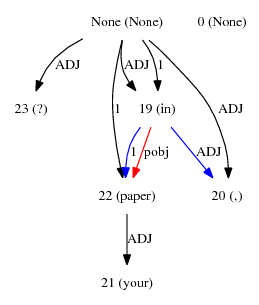 None (None) 0 (None)
ADJ ADJ 1
23 (?) 19 (in)
1 ADJ
1 pobj ADJ
22 (paper) 20 (,)
ADJ
21 (your)